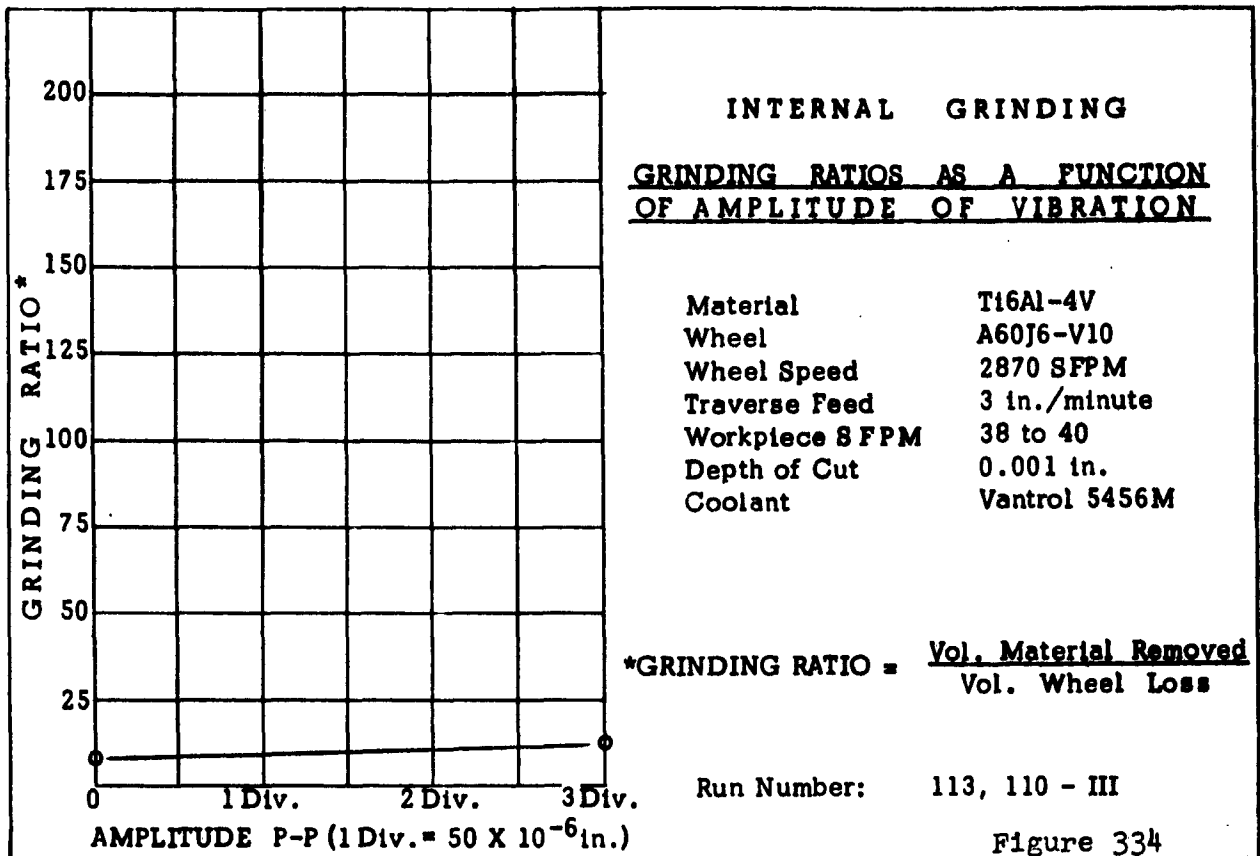 INTERNAL GRINDING
GRINDING RATIOS AS A FUNCTION
OF AMPLITUDE OF VIBRATION
Material Ti6Al-4V
Wheel A60J6-V10
Wheel Speed 2870 SFPM
Traverse Feed 3 in./minute
Workpiece SFPM 38 to 40
Depth of Cut 0.001 in.
Coolant Vantrol 5456M
*GRINDING RATIO = Vol. Material Removed
Vol. Wheel Loss
Run Number: 113, 110 - III
Figure 334
GRINDING RATIO*
200
175
150
125
100
75
50
25
0 1 Div. 2 Div. 3 Div.
AMPLITUDE P-P (1 Div. = 50 X 10⁻⁶ in.)